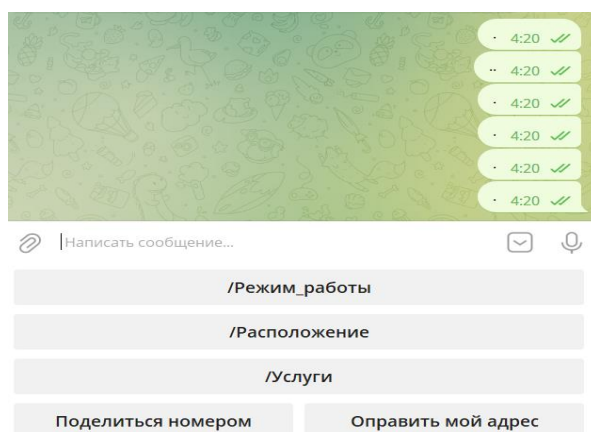 . 4:20
.. 4:20
. 4:20
. 4:20
. 4:20
. 4:20
Написать сообщение...
/Режим_работы
/Расположение
/Услуги
Поделиться номером Оправить мой адрес